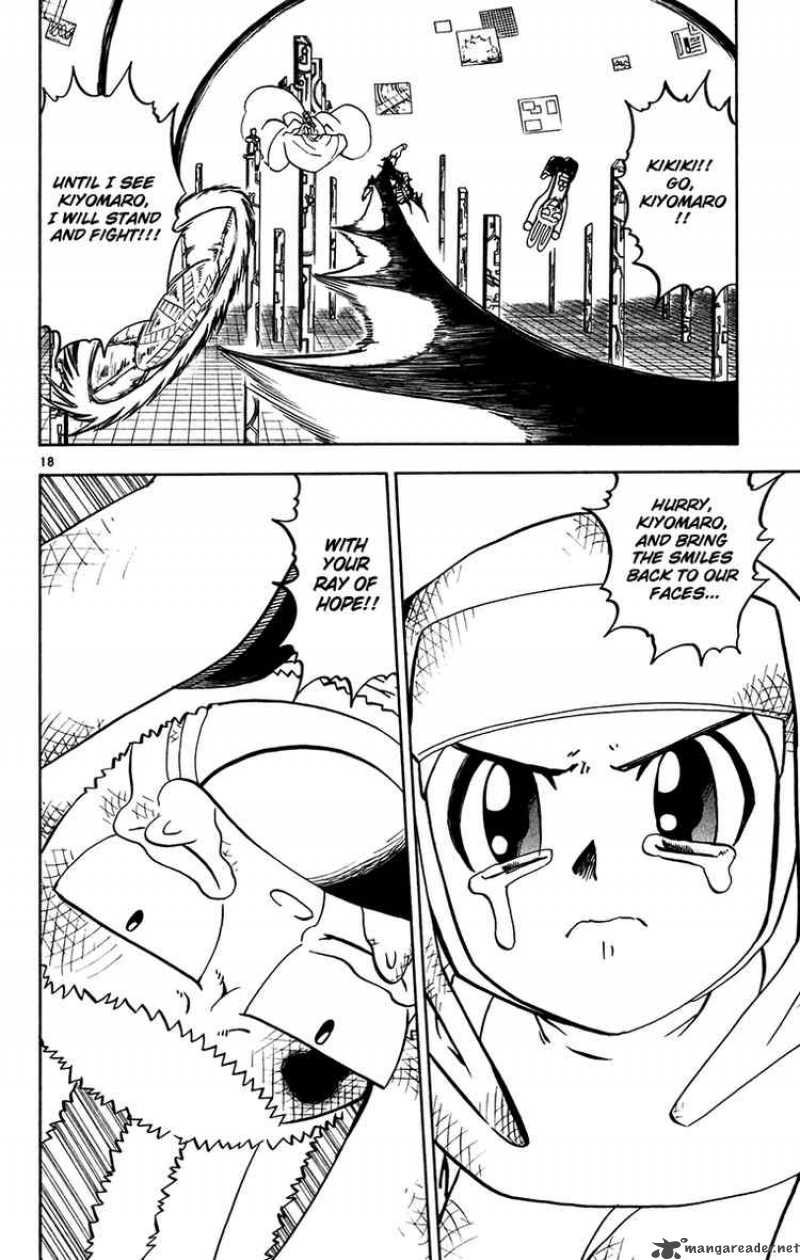 KIKIKI!!
GO,
KIYOMARO
!!
UNTIL I SEE
KIYOMARO,
I WILL STAND
AND FIGHT!!!
18
HURRY,
KIYOMARO,
AND BRING
THE SMILES
BACK TO OUR
FACES...
WITH
YOUR
RAY OF
HOPE!!
mangareader.net